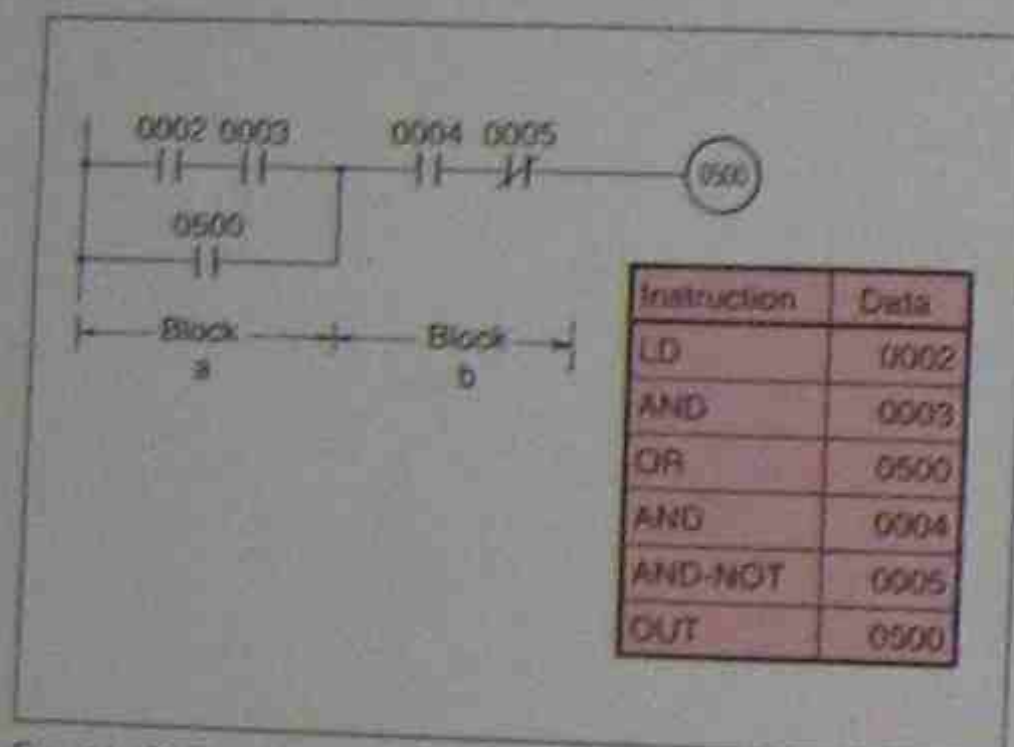 0002 0003 0004 0005
0500
0500
Block Block
a b
Instruction Data
LD 0002
AND 0003
OR 0500
AND 0004
AND-NOT 0005
OUT 0500